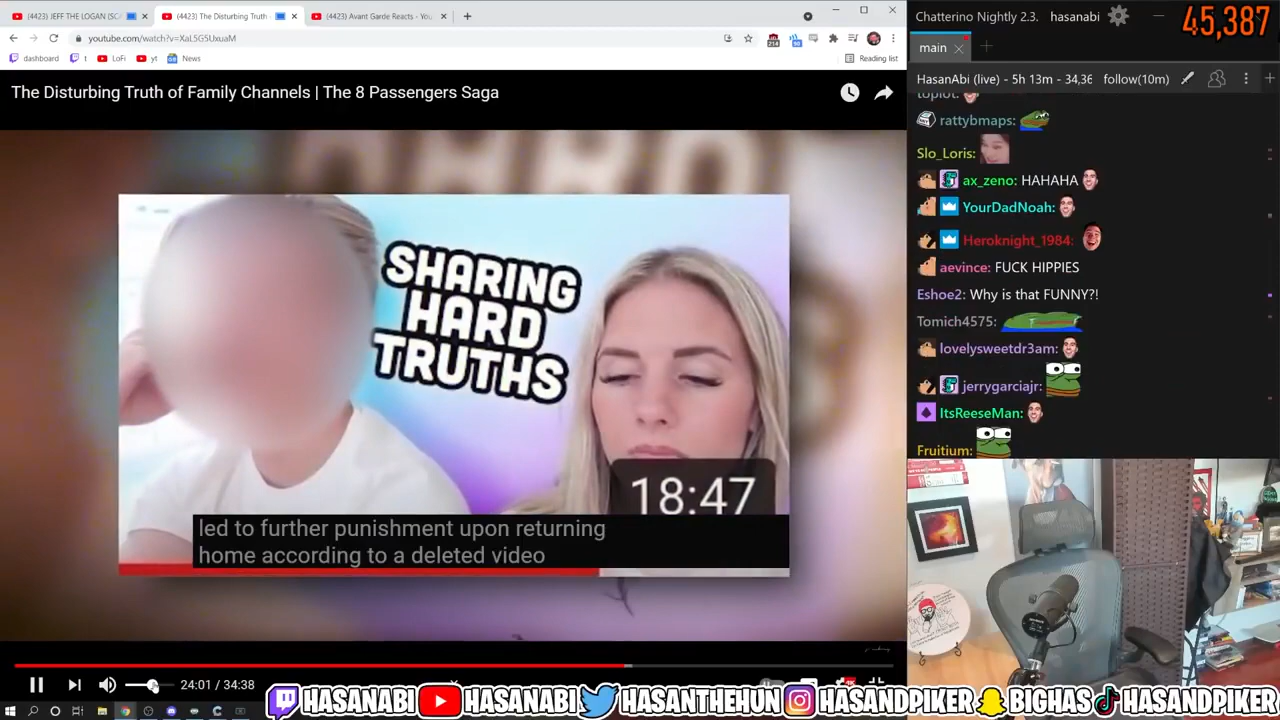 (4423) JEFF THE LOGAN (SC
(4423) The Disturbing Truth
(4423) Avant Garde Reacts - You
youtube.com/watch?v=XaL5G5UxuaM
dashboard
t
LoFi
yt
News
Reading list
The Disturbing Truth of Family Channels | The 8 Passengers Saga
SHARING
HARD
TRUTHS
18:47
led to further punishment upon returning
home according to a deleted video
24:01 / 34:38
Chatterino Nightly 2.3.
hasanabi
45,387
main
HasanAbi (live) - 5h 13m - 34,36
follow(10m)
rattybmaps:
Slo_Loris:
ax_zeno: HAHAHA
YourDadNoah:
Heroknight_1984:
aevince: FUCK HIPPIES
Eshoe2: Why is that FUNNY?!
Tomich4575:
lovelysweetdr3am:
jerrygarciajr:
ItsReeseMan:
Fruitium:
HASANABI HASANABI HASANTHEHUN HASANDPIKER BIGHAS HASANDPIKER